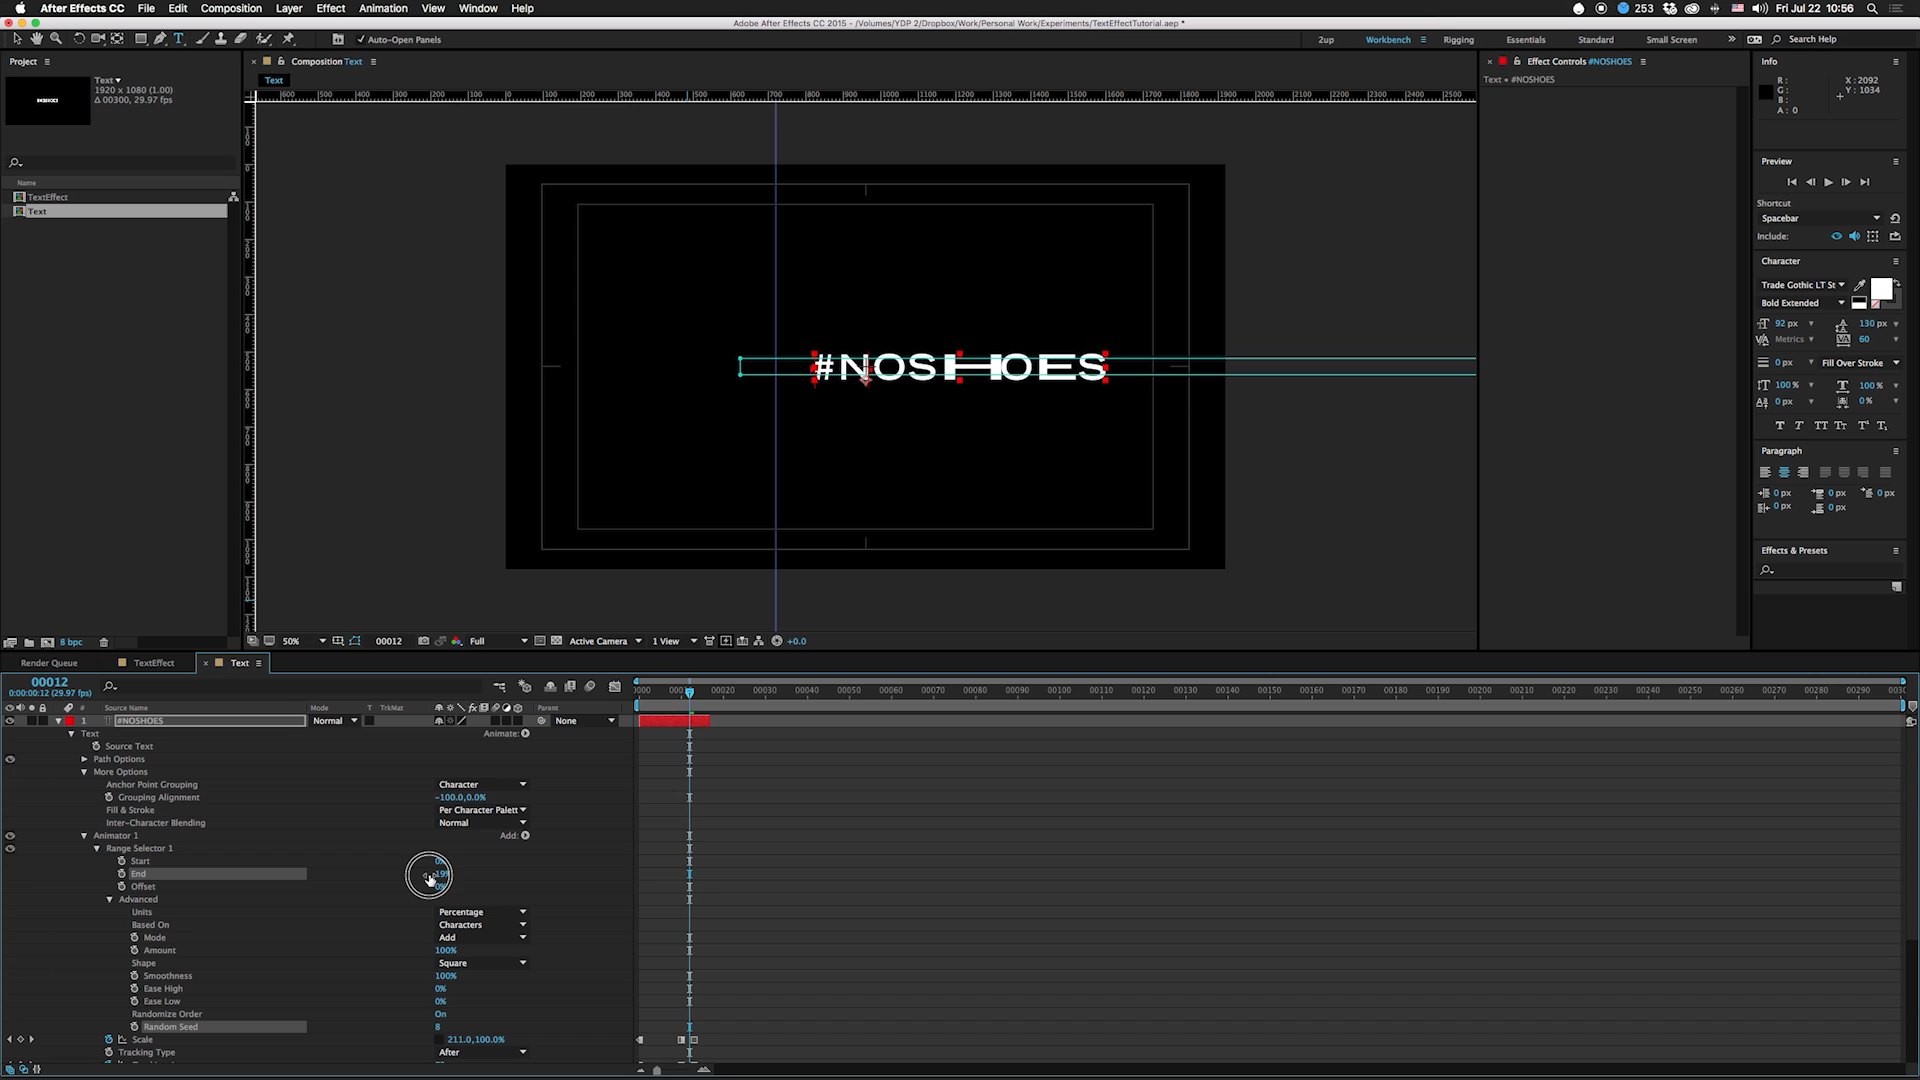 After Effects CC File Edit Composition Layer Effect Animation View Window Help 253 Fri Jul 22 10:56
Adobe After Effects CC 2015 - /Volumes/YDP 2/Dropbox/Work/Personal Work/Experiments/TextEffectTutorial.aep *
Auto-Open Panels 2up Workbench Rigging Essentials Standard Small Screen Search Help
Project Composition Text Effect Controls #NOSHOES Info
Text Text Text • #NOSHOES
1920 x 1080 (1.00)
Δ 00300, 29.97 fps
R:
G:
B:
A: 0
X: 2092
Y: 1034
Name
TextEffect
Text
#NOSHOES
Preview
Shortcut
Spacebar
Include:
Character
Trade Gothic LT St
Bold Extended
92 px 130 px
Metrics 60
0 px Fill Over Stroke
100 % 100 %
0 px 0 %
Paragraph
0 px 0 px 0 px
0 px 0 px
Effects & Presets
8 bpc 50% 00012 Full Active Camera 1 View +0.0
Render Queue TextEffect Text
00012
0:00:00:12 (29.97 fps)
00020 00030 00040 00050 00060 00070 00080 00090 00100 00110 00120 00130 00140 00150 00160 00170 00180 00190 00200 00210 00220 00230 00240 00250 00260 00270 00280 00290
# Source Name Mode T TrkMat Parent
1 #NOSHOES Normal None
Text Animate:
Source Text
Path Options
More Options
Anchor Point Grouping Character
Grouping Alignment -100.0,0.0%
Fill & Stroke Per Character Palett
Inter-Character Blending Normal
Animator 1 Add:
Range Selector 1
Start 0%
End 19%
Offset 0%
Advanced
Units Percentage
Based On Characters
Mode Add
Amount 100%
Shape Square
Smoothness 100%
Ease High 0%
Ease Low 0%
Randomize Order On
Random Seed 8
Scale 211.0,100.0%
Tracking Type After